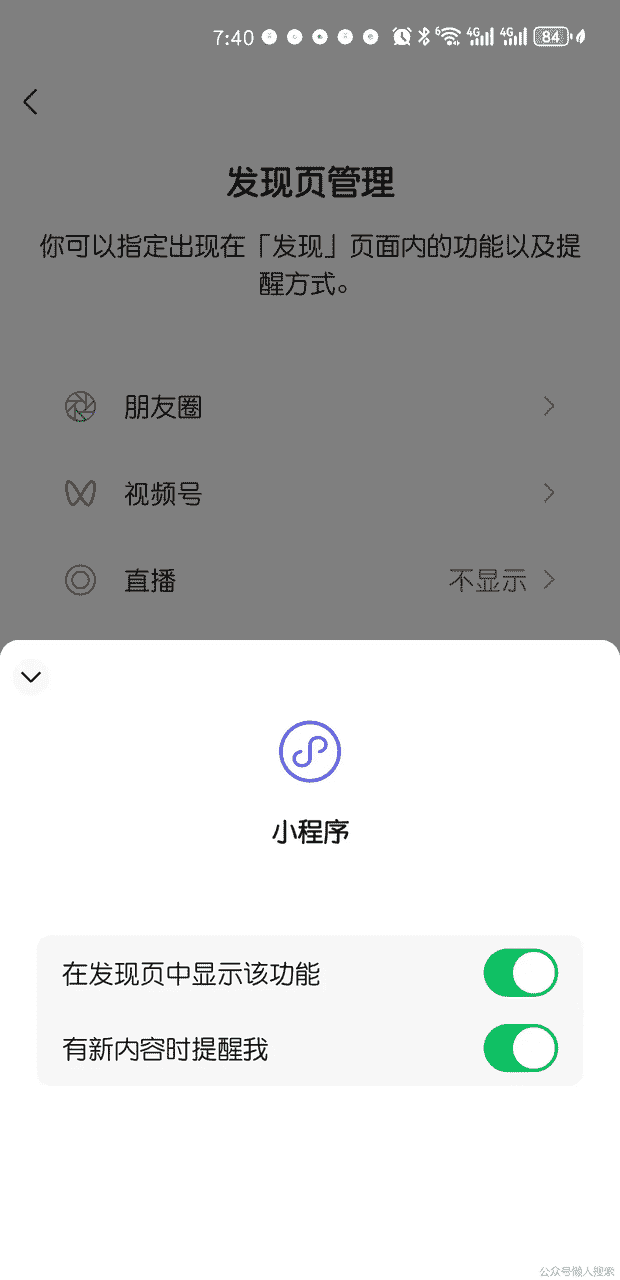 7:40 6 4G 4G 84
发现页管理
你可以指定出现在「发现」页面内的功能以及提
醒方式。
朋友圈
视频号
直播 不显示
小程序
在发现页中显示该功能
有新内容时提醒我
公众号懒人搜索